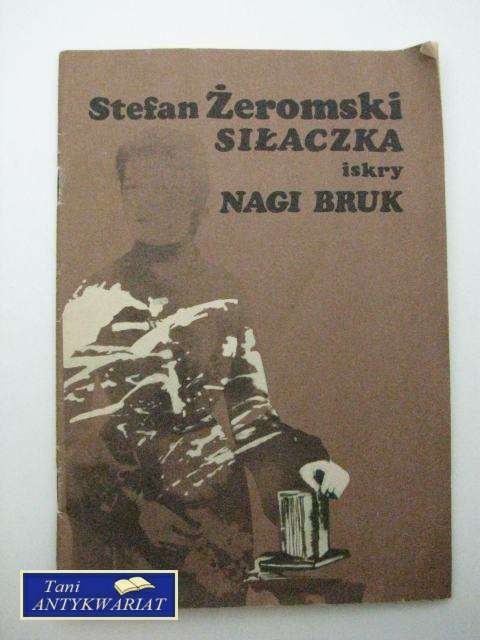 Stefan Żeromski
SIŁACZKA
iskry
NAGI BRUK
Tani
ANTYKWARIAT